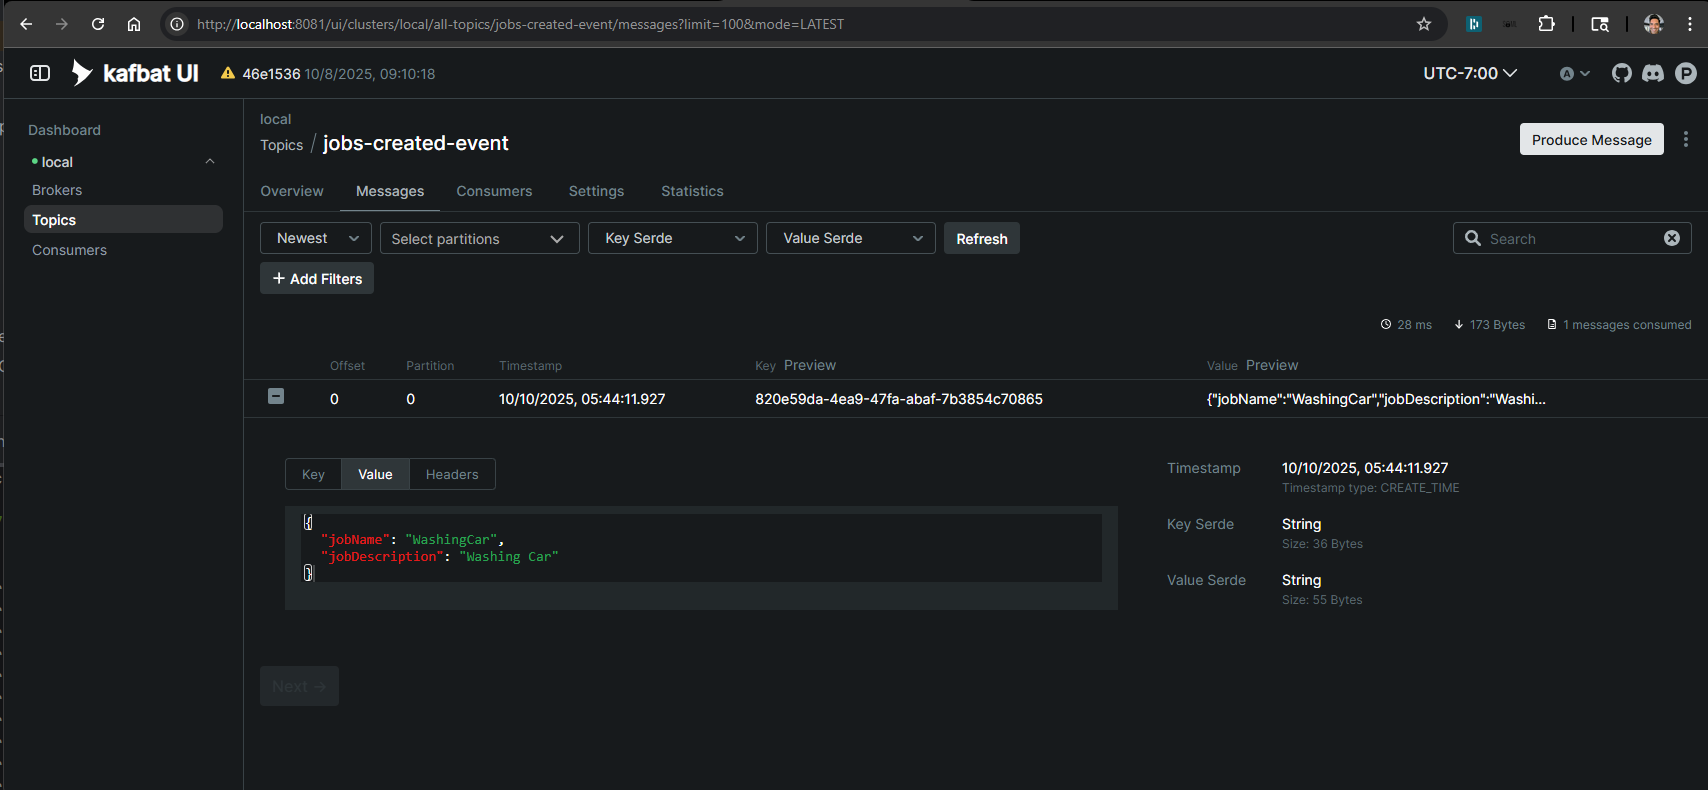 http://localhost:8081/ui/clusters/local/all-topics/jobs-created-event/messages?limit=100&mode=LATEST
kafbat UI 46e1536 10/8/2025, 09:10:18
UTC-7:00 A P
Dashboard
local
Brokers
Topics
Consumers
local
Topics / jobs-created-event
Produce Message
Overview Messages Consumers Settings Statistics
Newest Select partitions Key Serde Value Serde Refresh Search
+ Add Filters
28 ms 173 Bytes 1 messages consumed
Offset Partition Timestamp Key Preview Value Preview
0 0 10/10/2025, 05:44:11.927 820e59da-4ea9-47fa-abaf-7b3854c70865 {"jobName":"WashingCar","jobDescription":"Washi...
Key Value Headers
{
"jobName": "WashingCar",
"jobDescription": "Washing Car"
}
Timestamp 10/10/2025, 05:44:11.927
Timestamp type: CREATE_TIME
Key Serde String
Size: 36 Bytes
Value Serde String
Size: 55 Bytes
Next →